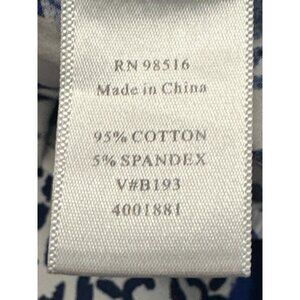 RN 98516
Made in China
95% COTTON
5% SPANDEX
V#B193
4001881